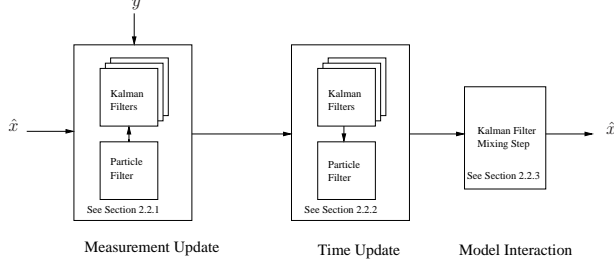 y
x̂
Kalman
Filters
Particle
Filter
See Section 2.2.1
Measurement Update
Kalman
Filters
Particle
Filter
See Section 2.2.2
Time Update
Kalman Filter
Mixing Step
See Section 2.2.3
Model Interaction
x̂